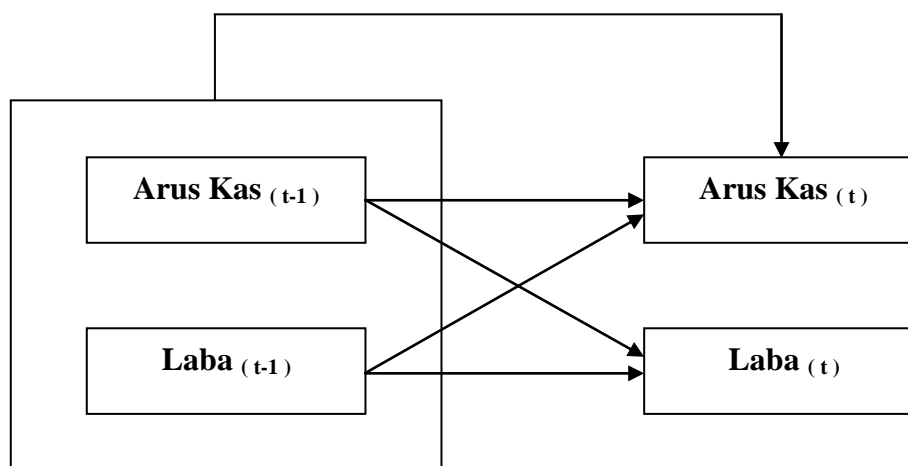 Arus Kas ( t-1 )
Arus Kas ( t )
Laba ( t-1 )
Laba ( t )